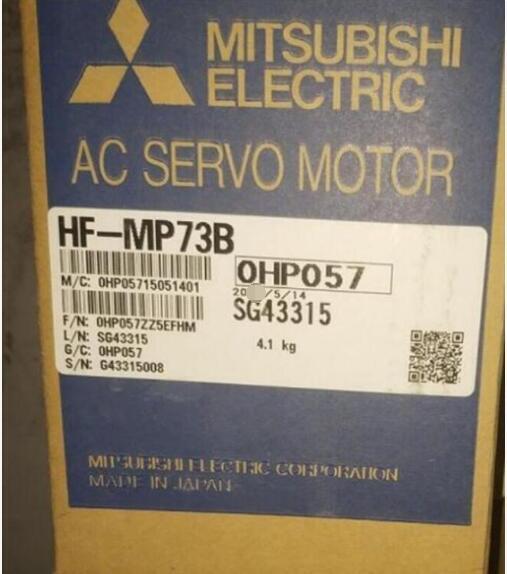 MITSUBISHI
ELECTRIC
AC SERVO MOTOR
HF-MP73B
M/C: 0HP05715051401
0HP057
/5/14
F/N: 0HP057ZZ5EFHM
SG43315
L/N: SG43315
4.1 kg
G/C: 0HP057
S/N: G43315008
MITSUBISHI ELECTRIC CORPORATION
MADE IN JAPAN